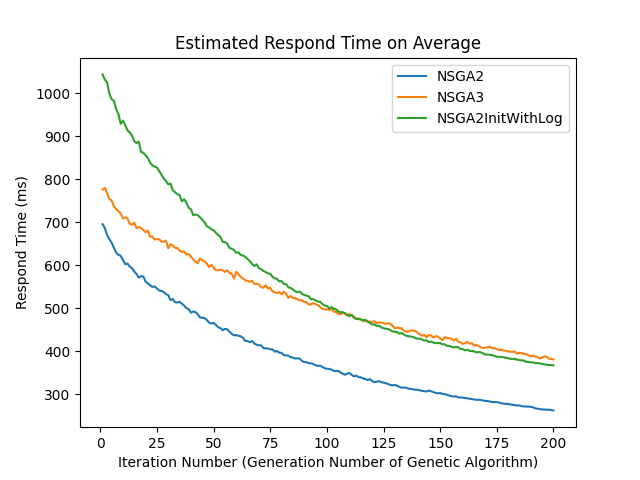 Estimated Respond Time on Average
NSGA2
NSGA3
NSGA2InitWithLog
Respond Time (ms)
1000
900
800
700
600
500
400
300
0 25 50 75 100 125 150 175 200
Iteration Number (Generation Number of Genetic Algorithm)